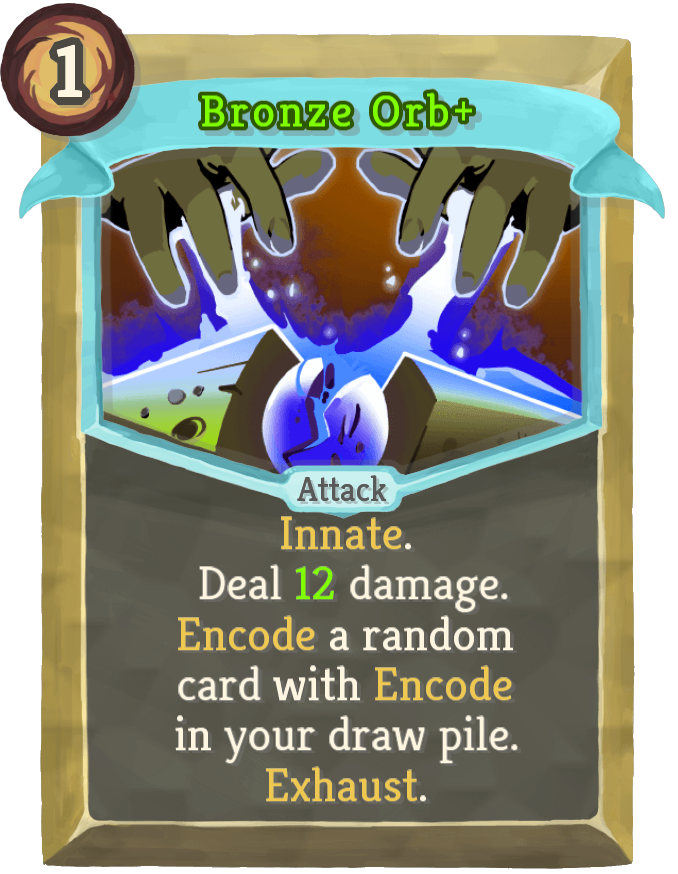 1
Bronze Orb+
Attack
Innate.
Deal 12 damage.
Encode a random
card with Encode
in your draw pile.
Exhaust.